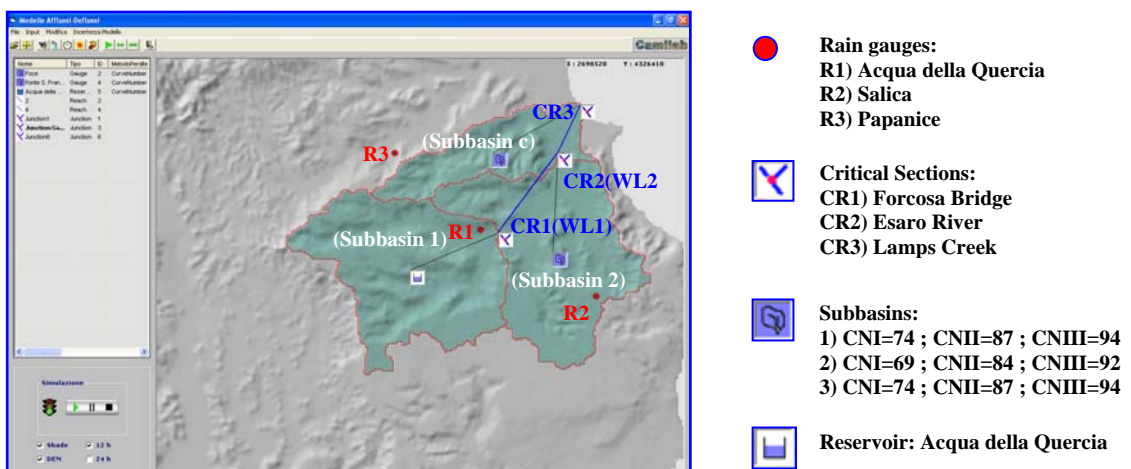 Modello Afflussi Deflussi
File Input Modifica Incertezza Modello
Camilab
Nome Tipo ID MetodoPerdite
Foce Gauge 2 CurveNumber
Ponte S. Fran... Gauge 4 CurveNumber
Acqua della ... Reser... 5 CurveNumber
2 Reach 2
4 Reach 4
Junction1 Junction 1
Junction 3
Junction6 Junction
X : 2698520 Y : 4326410
CR3
(Subbasin c)
R3
CR2(WL2
R1
CR1(WL1)
(Subbasin 1)
(Subbasin 2)
R2
Simulazione
Shade 12 h
DEM 24 h
Rain gauges:
R1) Acqua della Quercia
R2) Salica
R3) Papanice
Critical Sections:
CR1) Forcosa Bridge
CR2) Esaro River
CR3) Lamps Creek
Subbasins:
1) CNI=74 ; CNII=87 ; CNIII=94
2) CNI=69 ; CNII=84 ; CNIII=92
3) CNI=74 ; CNII=87 ; CNIII=94
Reservoir: Acqua della Quercia